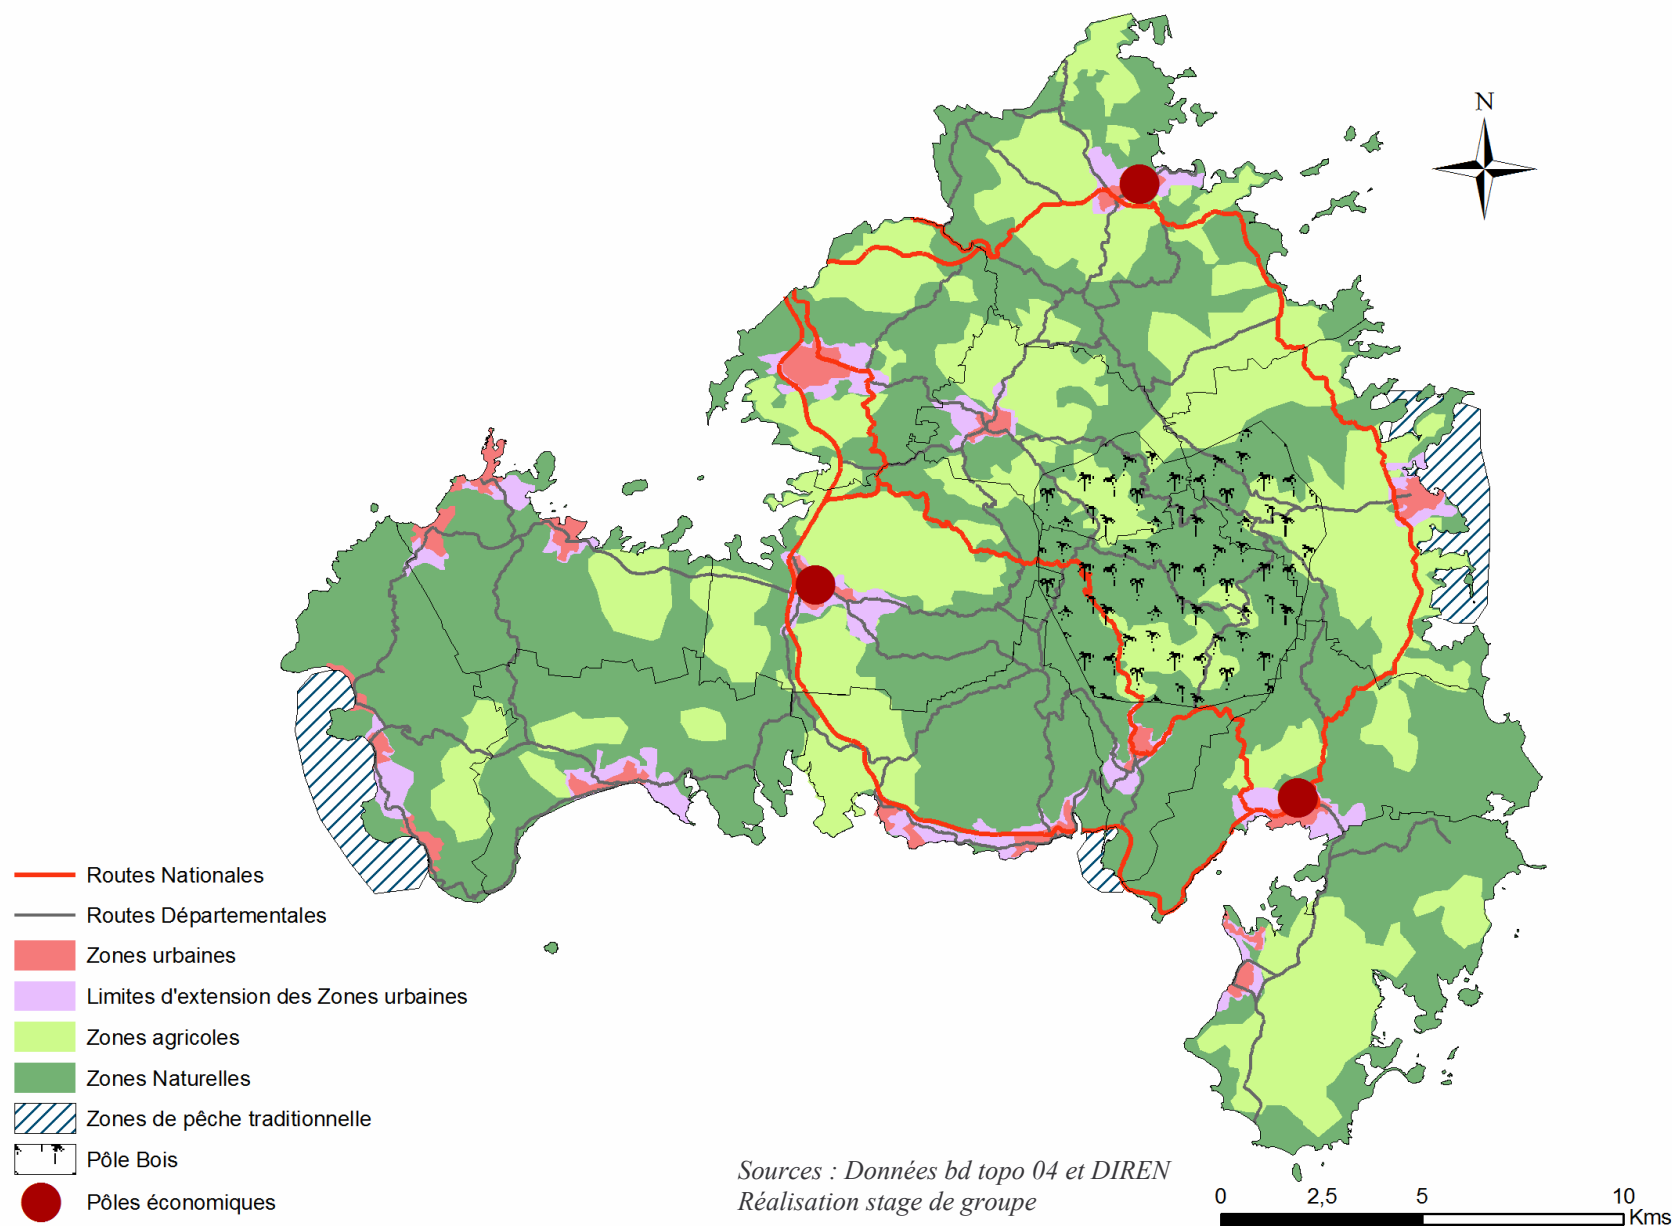 N
Routes Nationales
Routes Départementales
Zones urbaines
Limites d'extension des Zones urbaines
Zones agricoles
Zones Naturelles
Zones de pêche traditionnelle
Pôle Bois
Pôles économiques
Sources : Données bd topo 04 et DIREN
Réalisation stage de groupe
0 2,5 5 10
Kms